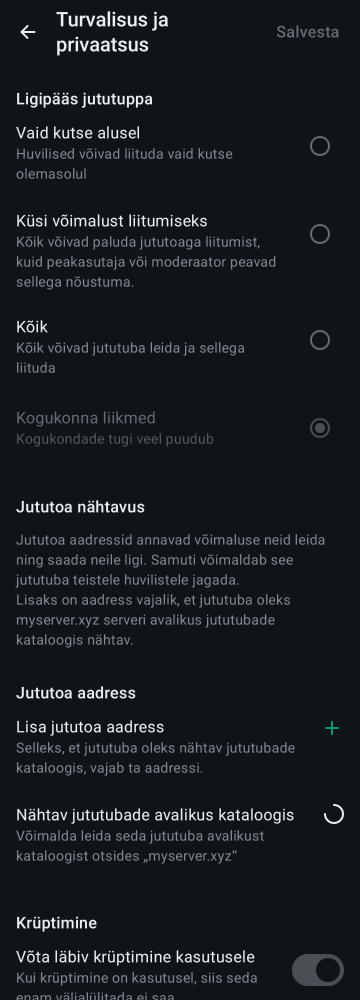 Turvalisus ja
privaatsus
Salvesta
Ligipääs jututuppa
Vaid kutse alusel
Huvilised võivad liituda vaid kutse
olemasolul
Küsi võimalust liitumiseks
Kõik võivad paluda jututoaga liitumist,
kuid peakasutaja või moderaator peavad
sellega nõustuma.
Kõik
Kõik võivad jututuba leida ja sellega
liituda
Kogukonna liikmed
Kogukondade tugi veel puudub
Jututoa nähtavus
Jututoa aadressid annavad võimaluse neid leida
ning saada neile ligi. Samuti võimaldab see
jututuba teistele huvilistele jagada.
Lisaks on aadress vajalik, et jututuba oleks
myserver.xyz serveri avalikus jututubade
kataloogis nähtav.
Jututoa aadress
Lisa jututoa aadress
Selleks, et jututuba oleks nähtav jututubade
kataloogis, vajab ta aadressi.
Nähtav jututubade avalikus kataloogis
Võimalda leida seda jututuba avalikust
kataloogist otsides „myserver.xyz“
Krüptimine
Võta läbiv krüptimine kasutusele
Kui krüptimine on kasutusel, siis seda
enam väljalülitada ei saa